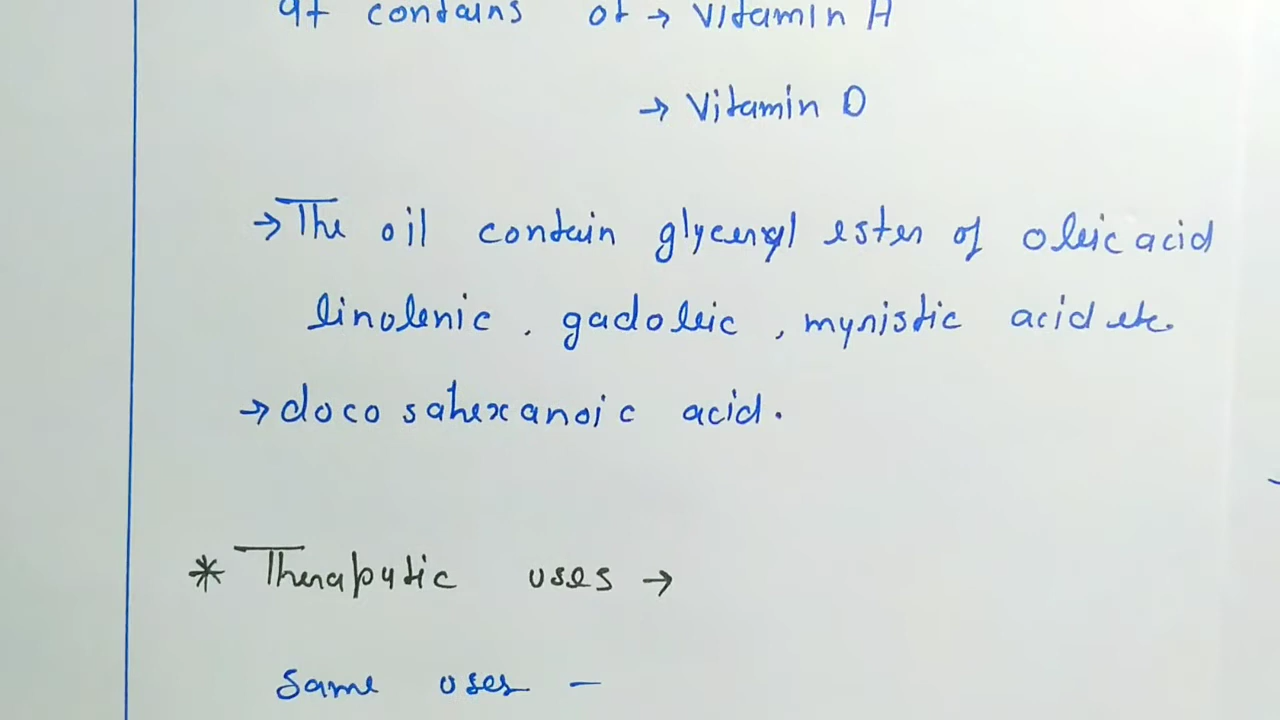 It contains of → Vitamin A
→ Vitamin D
→ The oil contain glyceryl ester of oleic acid
linolenic , gadoleic , myristic acid etc.
→ docosahexanoic acid.
* Theraputic uses →
Same uses –